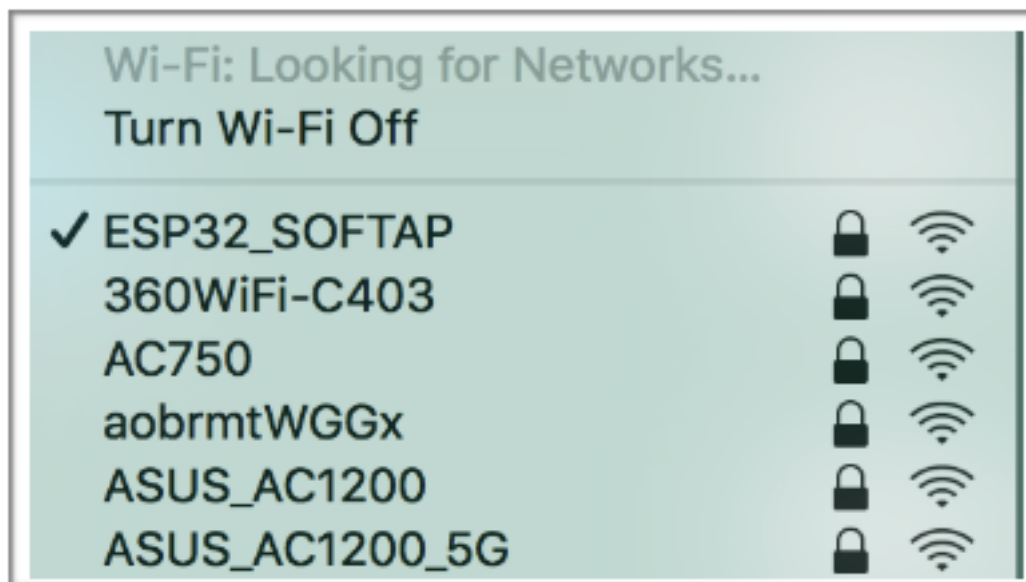 Wi-Fi: Looking for Networks...
Turn Wi-Fi Off
ESP32_SOFTAP
360WiFi-C403
AC750
aobrmtWGGx
ASUS_AC1200
ASUS_AC1200_5G